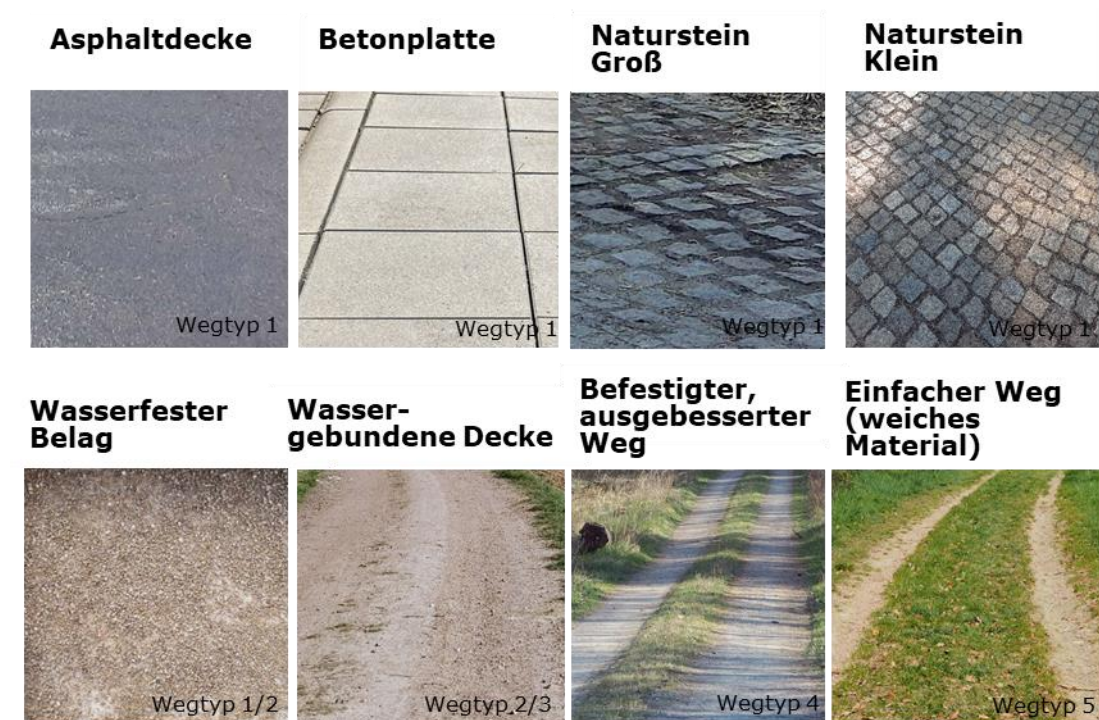 Asphaltdecke
Betonplatte
Naturstein
Groß
Naturstein
Klein
Wegtyp 1
Wegtyp 1
Wegtyp 1
Wegtyp 1
Wasserfester
Belag
Wasser-
gebundene Decke
Befestigter,
ausgebesserter
Weg
Einfacher Weg
(weiches
Material)
Wegtyp 1/2
Wegtyp 2/3
Wegtyp 4
Wegtyp 5